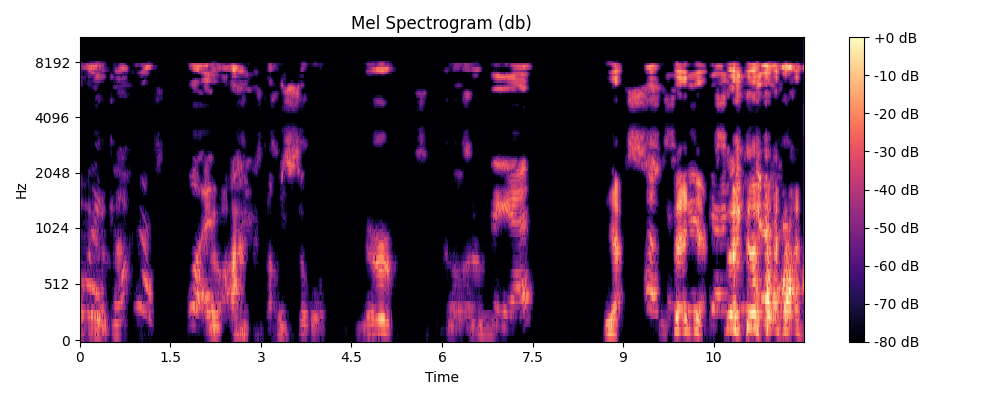 Mel Spectrogram (db)
Hz
8192
4096
2048
1024
512
0
0 1.5 3 4.5 6 7.5 9 10
Time
+0 dB
-10 dB
-20 dB
-30 dB
-40 dB
-50 dB
-60 dB
-70 dB
-80 dB